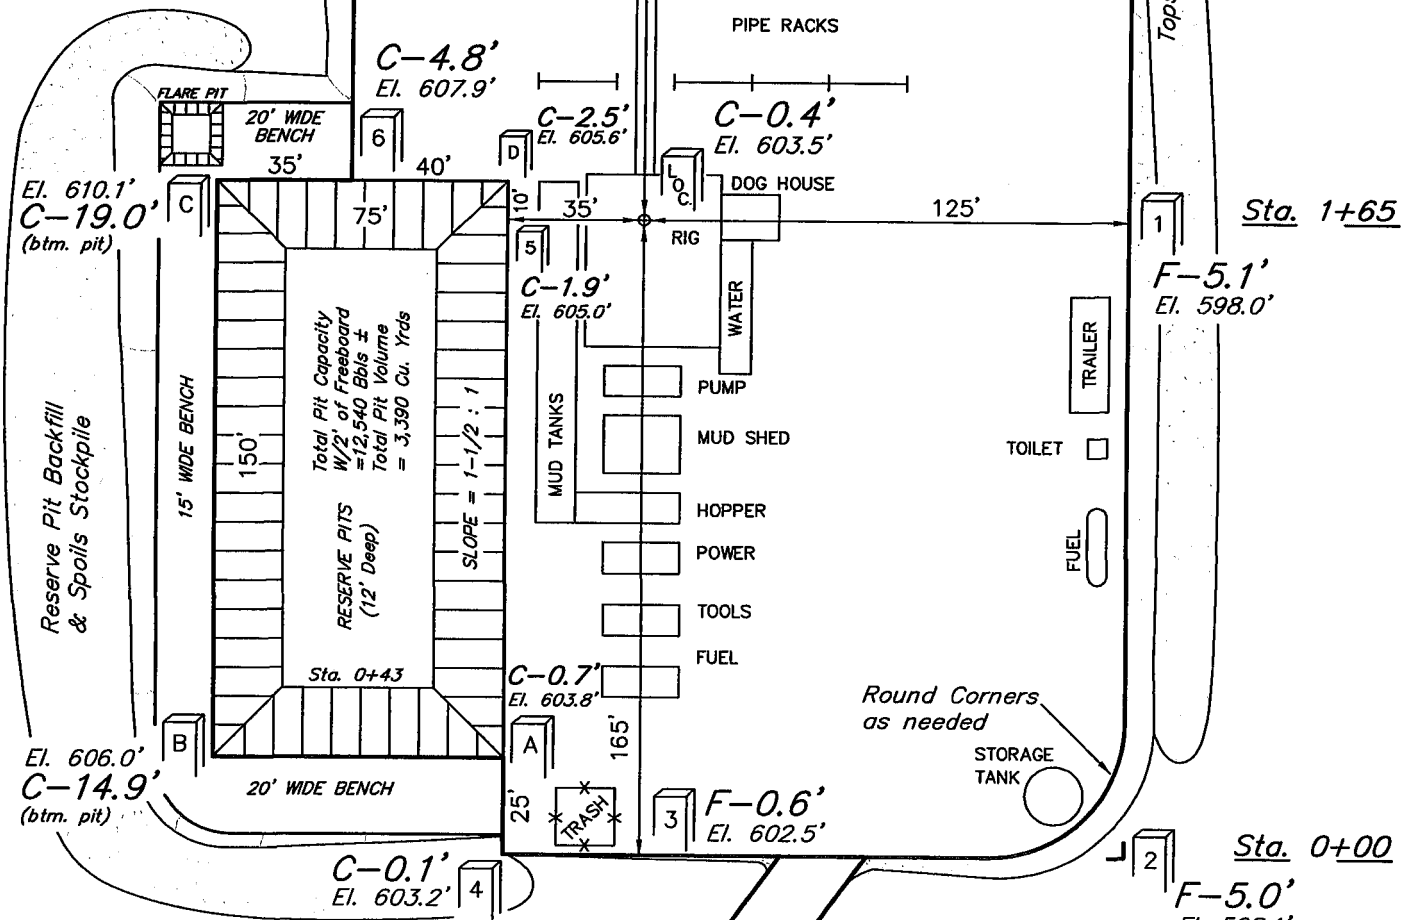 PIPE RACKS
Tops
C-4.8'
El. 607.9'
FLARE PIT
20' WIDE
BENCH
6
35'
40'
D
C-2.5'
El. 605.6'
C-0.4'
El. 603.5'
LOC.
DOG HOUSE
El. 610.1'
C-19.0'
(btm. pit)
C
75'
10'
35'
125'
RIG
1
Sta. 1+65
5
C-1.9'
El. 605.0'
WATER
F-5.1'
El. 598.0'
TRAILER
Total Pit Capacity
W/2' of Freeboard
=12,540 Bbls ±
Total Pit Volume
= 3,390 Cu. Yrds
RESERVE PITS
(12' Deep)
SLOPE = 1-1/2 : 1
150'
15' WIDE BENCH
Reserve Pit Backfill
& Spoils Stockpile
MUD TANKS
PUMP
MUD SHED
HOPPER
POWER
TOOLS
FUEL
TOILET
FUEL
Sta. 0+43
C-0.7'
El. 603.8'
A
165'
Round Corners
as needed
STORAGE
TANK
B
El. 606.0'
C-14.9'
(btm. pit)
20' WIDE BENCH
25'
TRASH
3
F-0.6'
El. 602.5'
C-0.1'
El. 603.2'
4
2
Sta. 0+00
F-5.0'